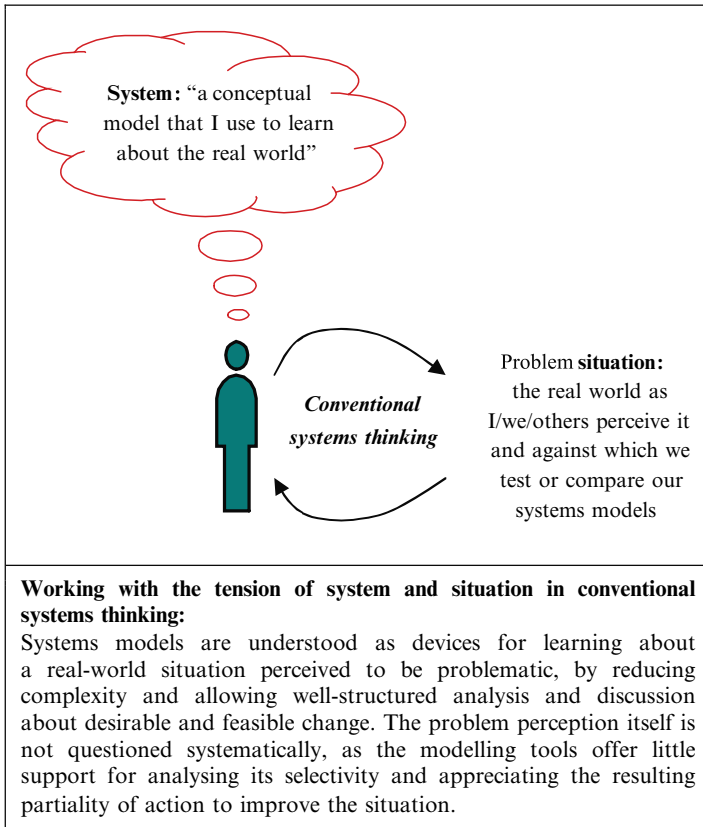 System: “a conceptual
model that I use to learn
about the real world”
Conventional
systems thinking
Problem situation:
the real world as
I/we/others perceive it
and against which we
test or compare our
systems models
Working with the tension of system and situation in conventional
systems thinking:
Systems models are understood as devices for learning about
a real-world situation perceived to be problematic, by reducing
complexity and allowing well-structured analysis and discussion
about desirable and feasible change. The problem perception itself is
not questioned systematically, as the modelling tools offer little
support for analysing its selectivity and appreciating the resulting
partiality of action to improve the situation.